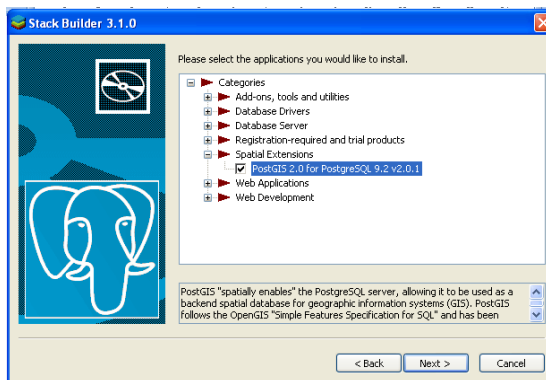 Stack Builder 3.1.0
Please select the applications you would like to install.
Categories
Add-ons, tools and utilities
Database Drivers
Database Server
Registration-required and trial products
Spatial Extensions
PostGIS 2.0 for PostgreSQL 9.2 v2.0.1
Web Applications
Web Development
PostGIS "spatially enables" the PostgreSQL server, allowing it to be used as a
backend spatial database for geographic information systems (GIS). PostGIS
follows the OpenGIS "Simple Features Specification for SQL" and has been
< Back
Next >
Cancel